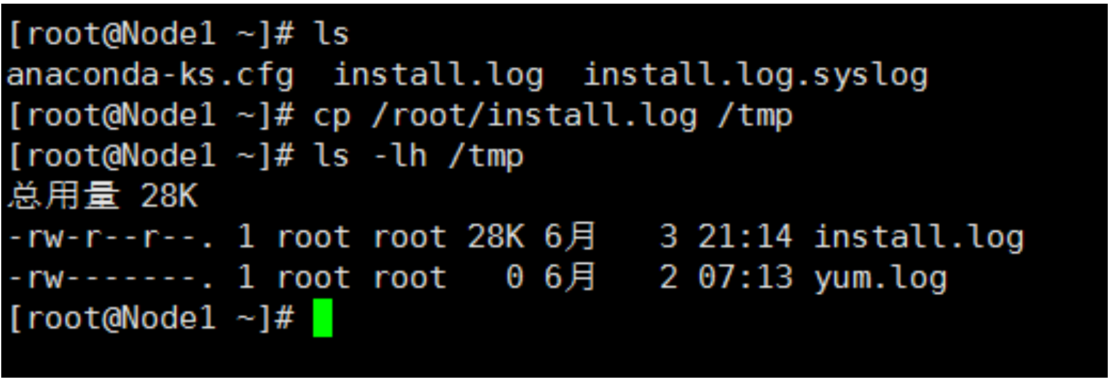 [root@Node1 ~]# ls
anaconda-ks.cfg  install.log  install.log.syslog
[root@Node1 ~]# cp /root/install.log /tmp
[root@Node1 ~]# ls -lh /tmp
总用量 28K
-rw-r--r--. 1 root root 28K 6月   3 21:14 install.log
-rw-------. 1 root root   0 6月   2 07:13 yum.log
[root@Node1 ~]#